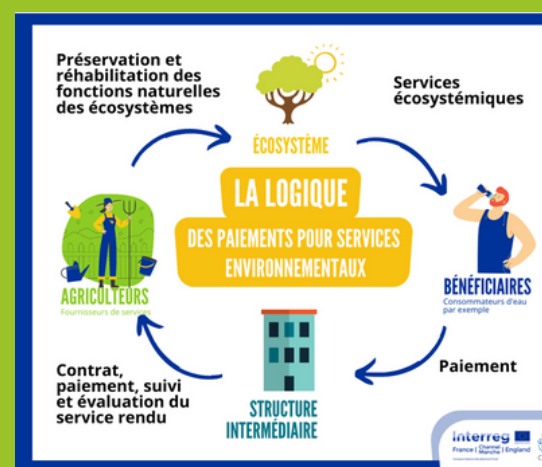 Préservation et
réhabilitation des
fonctions naturelles
des écosystèmes
Services
écosystémiques
ÉCOSYSTÈME
LA LOGIQUE
DES PAIEMENTS POUR SERVICES
ENVIRONNEMENTAUX
AGRICULTEURS
Fournisseurs de services
BÉNÉFICIAIRES
Consommateurs d'eau
par exemple
Contrat,
paiement, suivi
et évaluation du
service rendu
Paiement
STRUCTURE
INTERMÉDIAIRE
Interreg
France (Channel Manche) England